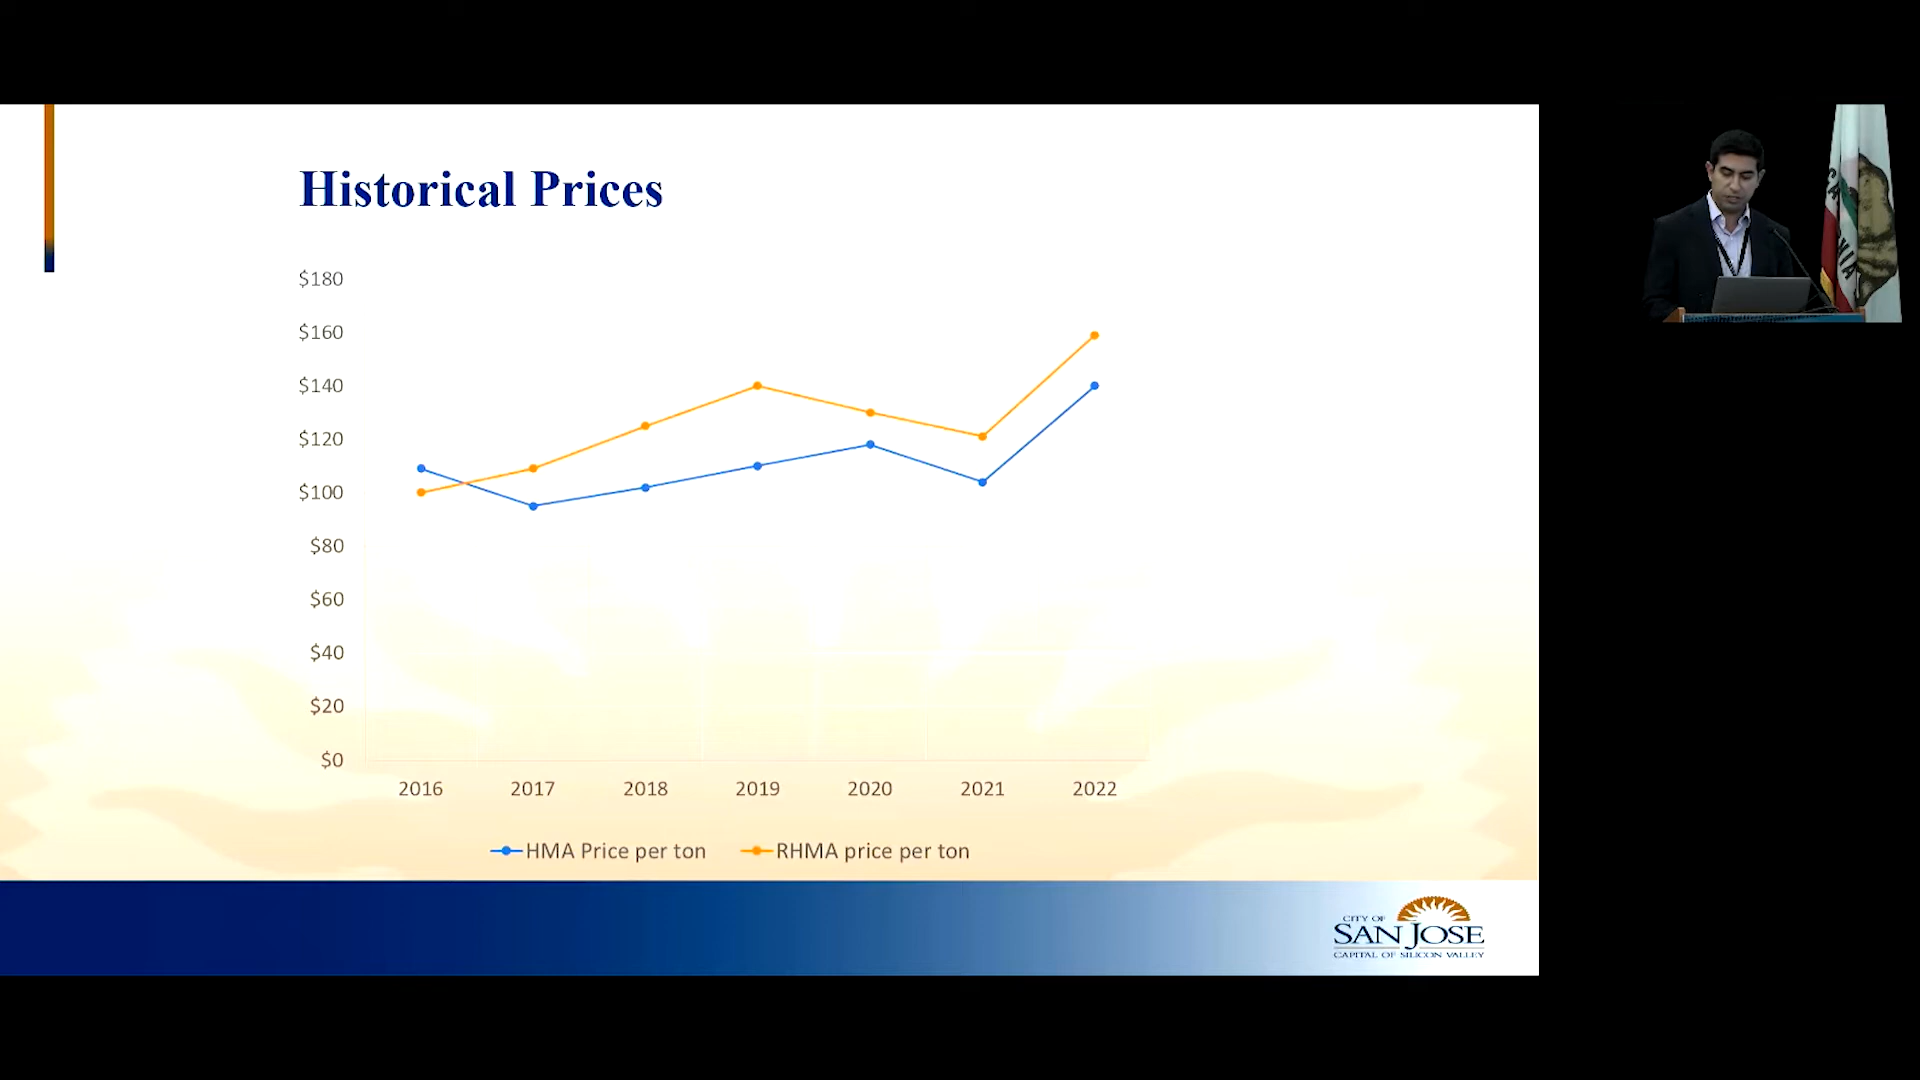 Historical Prices
$180
$160
$140
$120
$100
$80
$60
$40
$20
$0
2016 2017 2018 2019 2020 2021 2022
HMA Price per ton RHMA price per ton
CITY OF
SAN JOSE
CAPITAL OF SILICON VALLEY